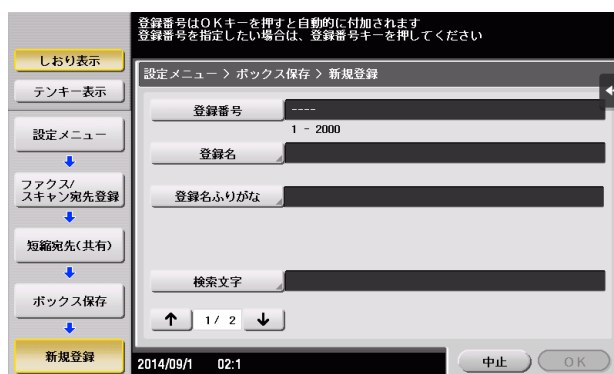 登録番号はＯＫキーを押すと自動的に付加されます
登録番号を指定したい場合は、登録番号キーを押してください
しおり表示
テンキー表示
設定メニュー
ファクス/
スキャン宛先登録
短縮宛先(共有)
ボックス保存
新規登録
設定メニュー > ボックス保存 > 新規登録
登録番号
----
1 - 2000
登録名
登録名ふりがな
検索文字
↑ 1/ 2 ↓
2014/09/1 02:1
中止
ＯＫ